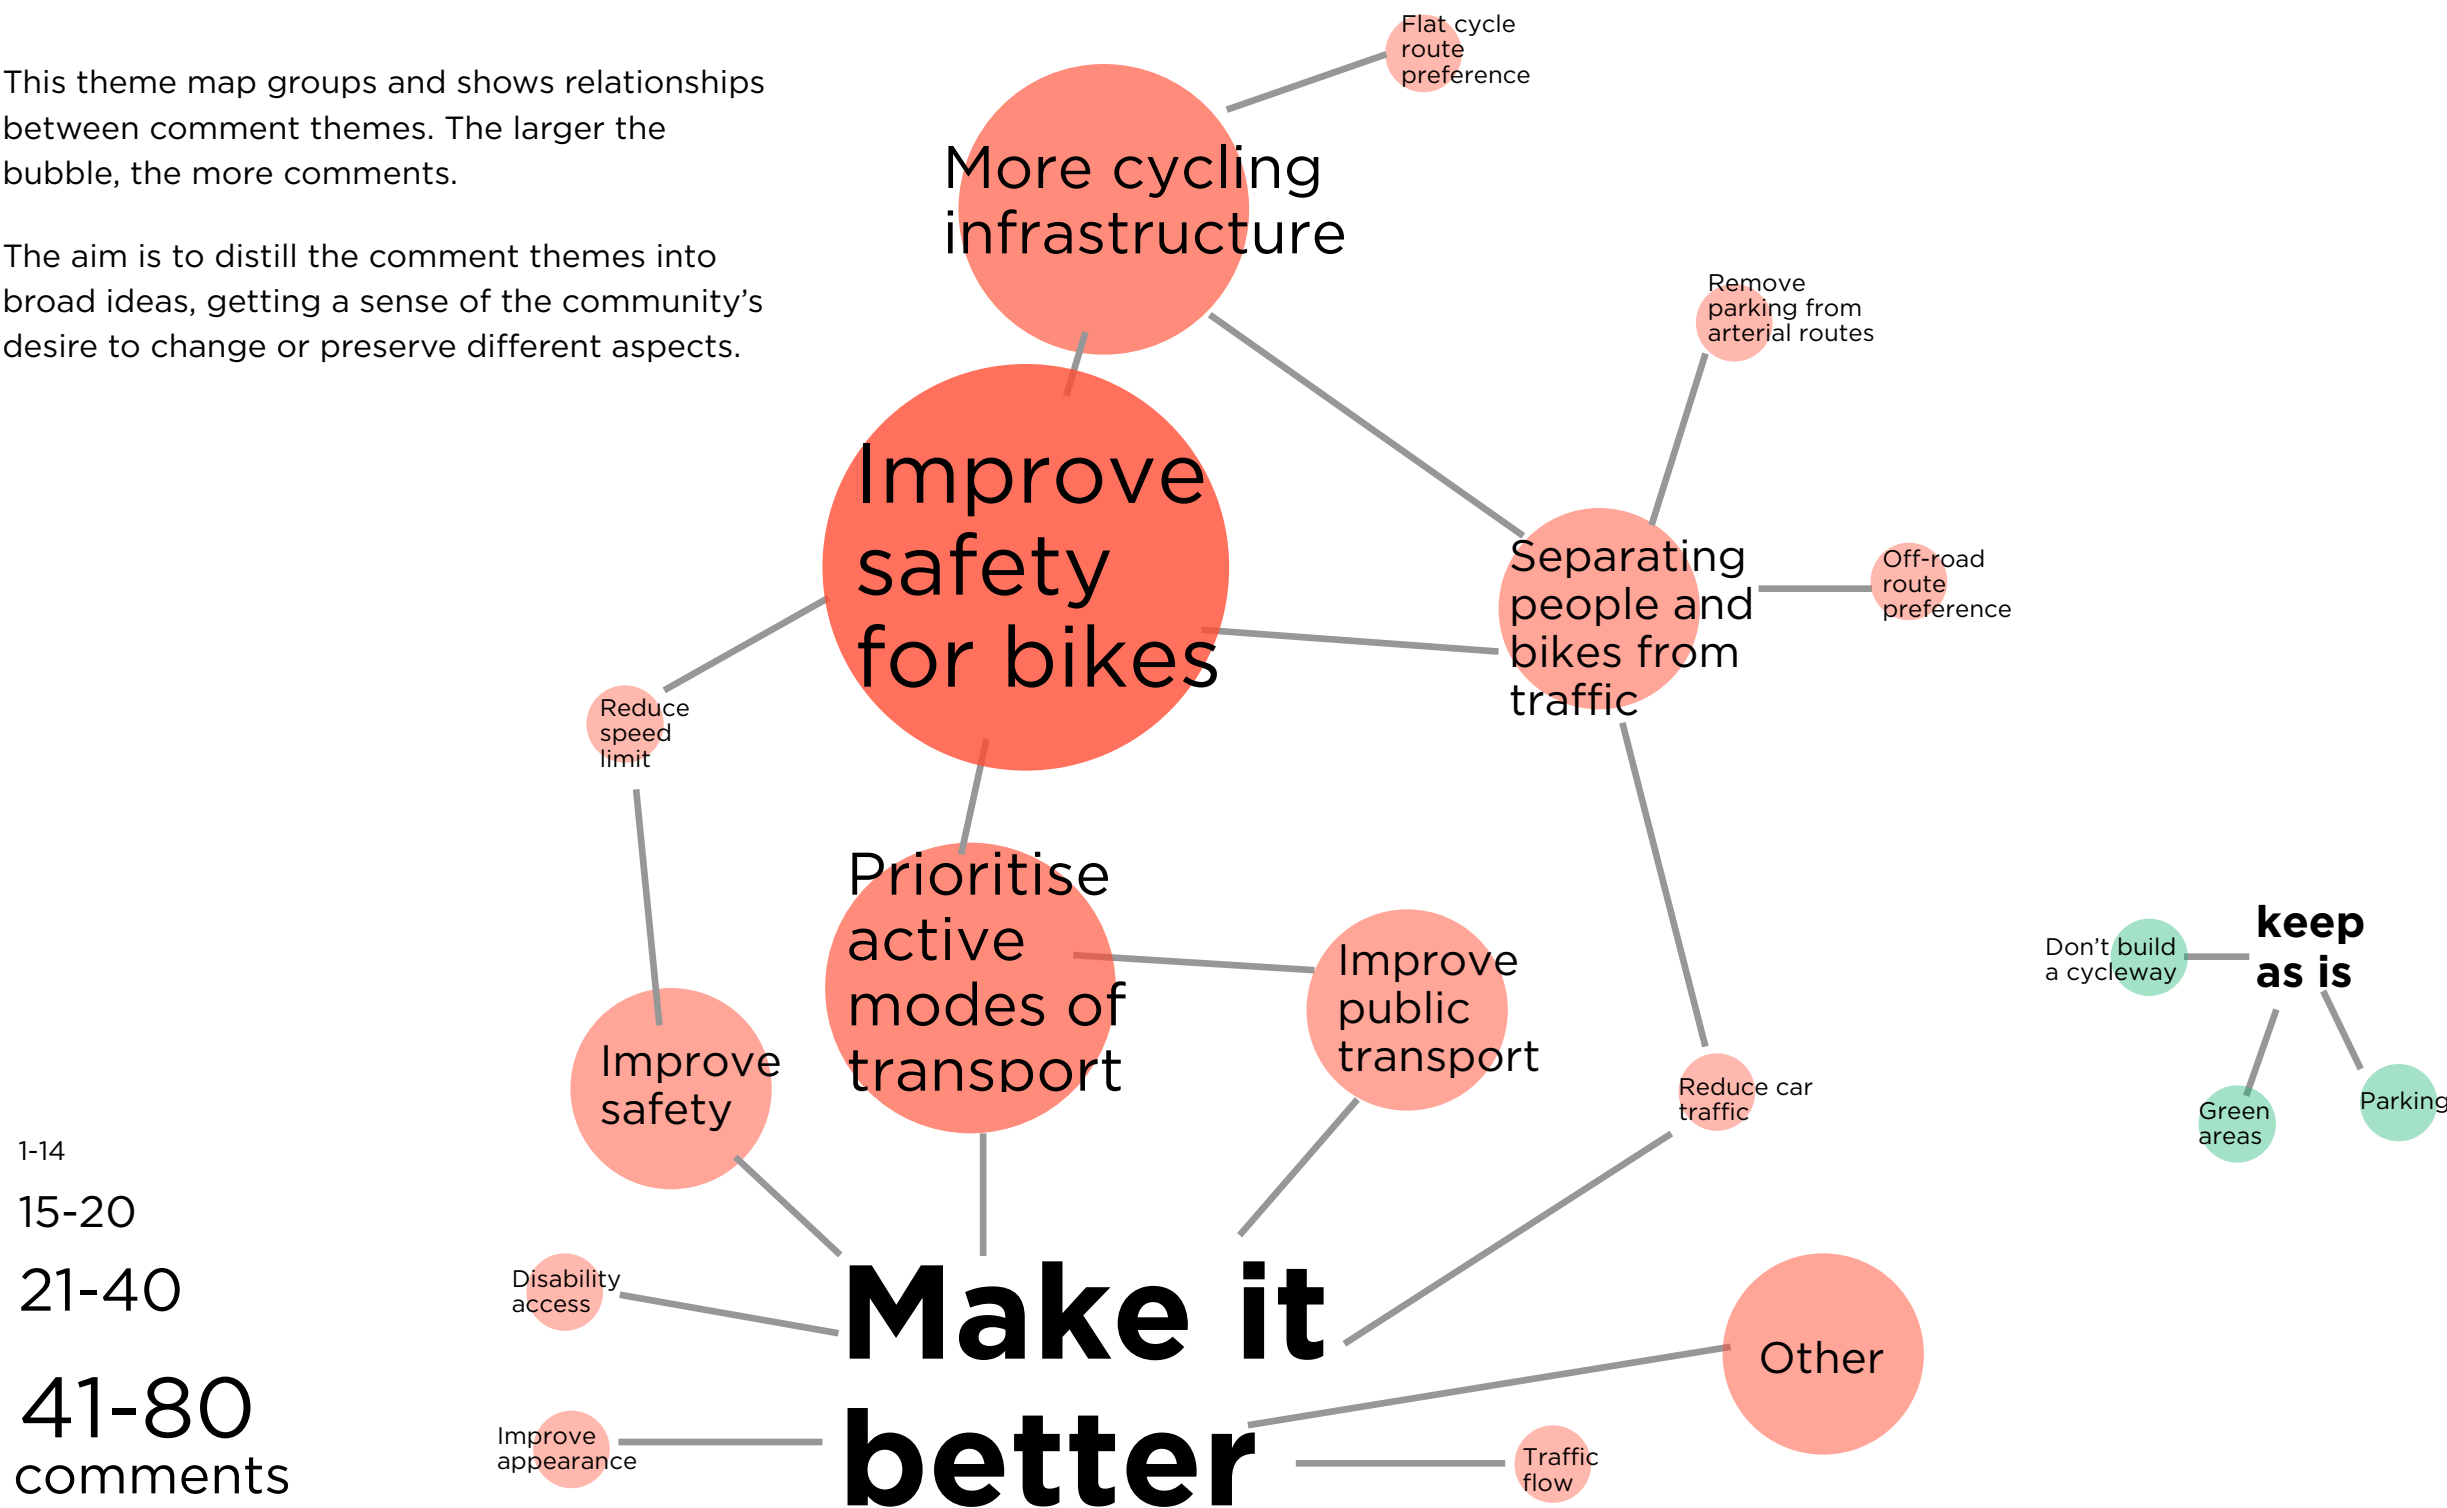 This theme map groups and shows relationships
between comment themes. The larger the
bubble, the more comments.
The aim is to distill the comment themes into
broad ideas, getting a sense of the community’s
desire to change or preserve different aspects.
Flat cycle
route
preference
More cycling
infrastructure
Remove
parking from
arterial routes
Improve
safety
for bikes
Separating
people and
bikes from
traffic
Off-road
route
preference
Reduce
speed
limit
Prioritise
active
modes of
transport
Improve
public
transport
Improve
safety
Reduce car
traffic
Don’t build
a cycleway
keep
as is
Green
areas
Parking
1-14
15-20
21-40
41-80
comments
Disability
access
Make it
better
Other
Improve
appearance
Traffic
flow